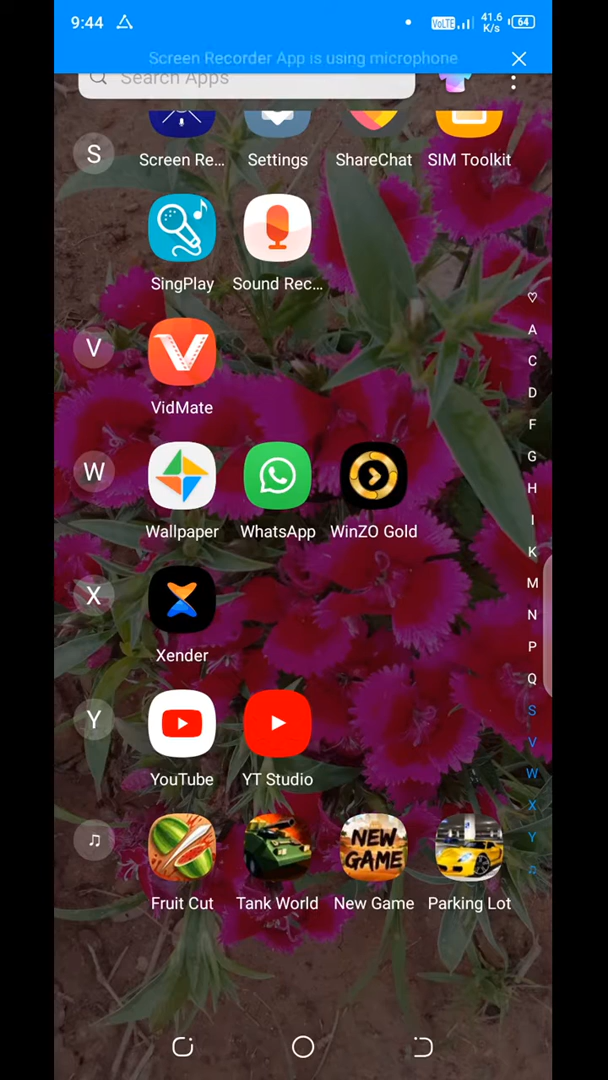 9:44
VoLTE 41.6 K/s 64
Screen Recorder App is using microphone
Search Apps
S
Screen Re... Settings ShareChat SIM Toolkit
SingPlay Sound Rec...
♡
A
C
D
F
G
H
I
K
M
N
P
Q
S
V
W
X
Y
♫
V
VidMate
W
Wallpaper WhatsApp WinZO Gold
X
Xender
Y
YouTube YT Studio
♫
NEW GAME
Fruit Cut Tank World New Game Parking Lot